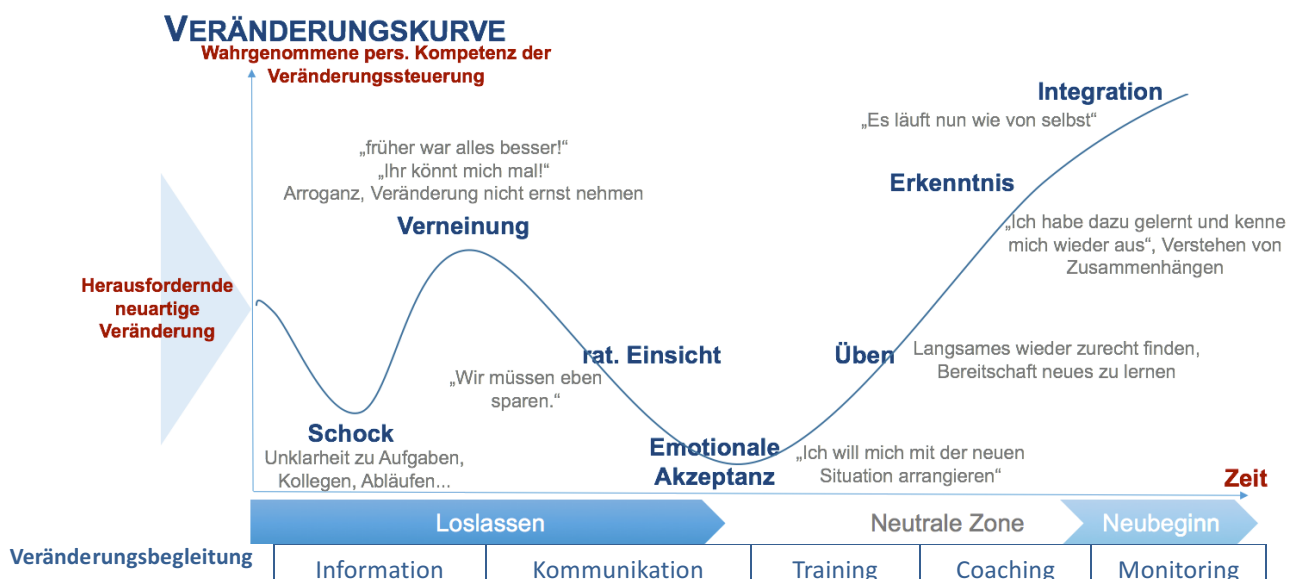 VERÄNDERUNGSKURVE
Wahrgenommene pers. Kompetenz der
Veränderungssteuerung
Integration
„Es läuft nun wie von selbst“
„früher war alles besser!“
„Ihr könnt mich mal!“
Arroganz, Veränderung nicht ernst nehmen
Verneinung
Erkenntnis
„Ich habe dazu gelernt und kenne
mich wieder aus“, Verstehen von
Zusammenhängen
Herausfordernde
neuartige
Veränderung
rat. Einsicht
„Wir müssen eben
sparen.“
Üben
Langsames wieder zurecht finden,
Bereitschaft neues zu lernen
Schock
Unklarheit zu Aufgaben,
Kollegen, Abläufen...
Emotionale
Akzeptanz
„Ich will mich mit der neuen
Situation arrangieren“
Zeit
Loslassen
Neutrale Zone
Neubeginn
Veränderungsbegleitung
Information
Kommunikation
Training
Coaching
Monitoring